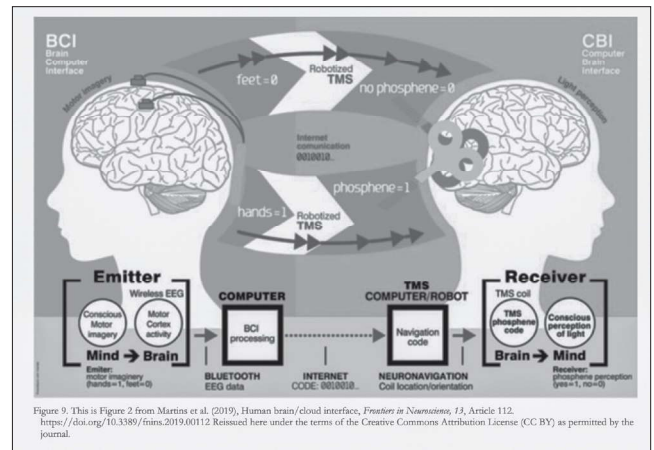 BCI
Brain
Computer
Interface
CBI
Computer
Brain
Interface
Motor imagery
Light perception
feet=0
Robotized
TMS
no phosphene=0
Internet
comunication
0010010..
hands=1
Robotized
TMS
phosphene=1
Emitter
Wireless EEG
Conscious
Motor
imagery
Motor
Cortex
activity
Mind → Brain
Emitter:
motor imaginery
(hands=1, feet=0)
COMPUTER
BCI
processing
BLUETOOTH
EEG data
INTERNET
CODE: 0010010..
TMS
COMPUTER/ROBOT
Navigation
code
NEURONAVIGATION
Coil location/orientation
Receiver
TMS coil
TMS
phosphene
code
Conscious
perception
of light
Brain → Mind
Receiver:
phosphene perception
(yes=1, no=0)
Figure 9. This is Figure 2 from Martins et al. (2019), Human brain/cloud interface, Frontiers in Neuroscience, 13, Article 112.
https://doi.org/10.3389/fnins.2019.00112 Reissued here under the terms of the Creative Commons Attribution License (CC BY) as permitted by the
journal.